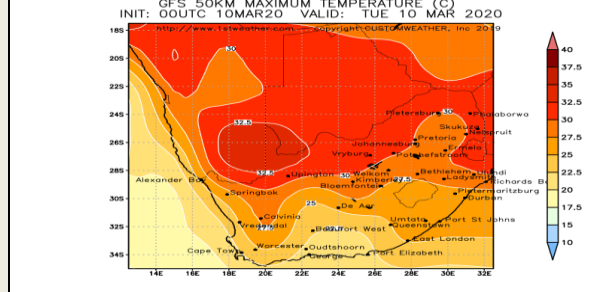 GFS 50KM MAXIMUM TEMPERATURE (C)
INIT: 00UTC 10MAR20 VALID: TUE 10 MAR 2020
http://www.1stweather.com -- copyright CUSTOMWEATHER, Inc 2019
18S
20S
22S
24S
26S
28S
30S
32S
34S
14E 16E 18E 20E 22E 24E 26E 28E 30E 32E
30
Pietersburg 30 Phalaborwa
32.5
Skukuza
Nelspruit
Pretoria
Johannesburg
Ermelo
Vryburg
Potchefstroom
32.5
Upington
30
Welkom
Bethlehem
Ulundi
Alexander Bay
Kimberley
27.5
Ladysmith
Richards B
Bloemfontein
Springbok
Pietermaritzburg
Durban
25
De Aar
Calvinia
Vredendal
Beaufort West
Umtata
Port St Johns
Queenstown
East London
Cape Town
Worcester
Oudtshoorn
George
Port Elizabeth
40
37.5
35
32.5
30
27.5
25
22.5
20
17.5
15
10